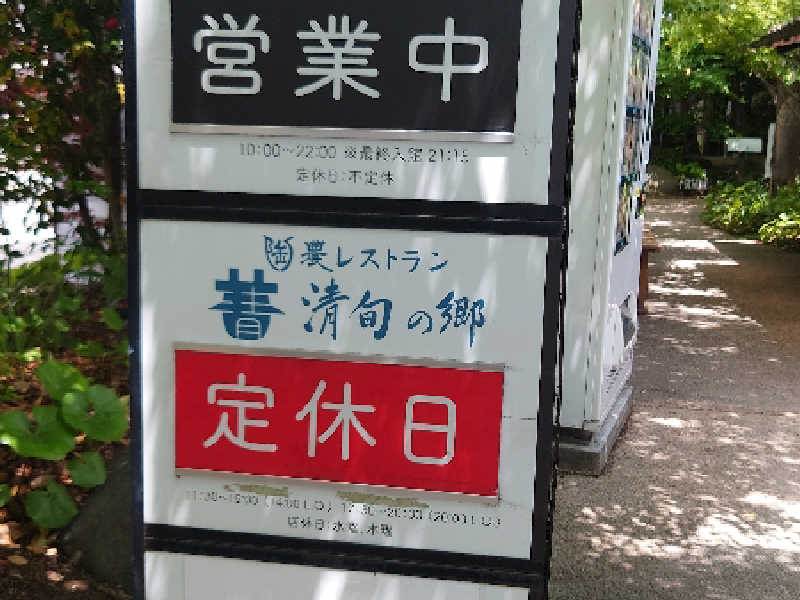 営業中
10:00～22:00 ※最終入館 21:15
定休日:不定休
農レストラン
清旬の郷
定休日
定休日:水曜、木曜